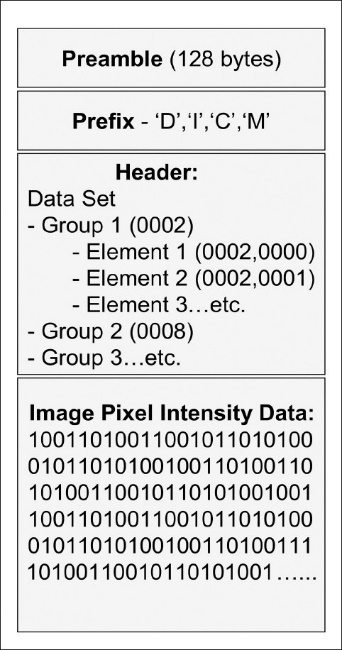 Preamble (128 bytes)
Prefix - ‘D’,‘I’,‘C’,‘M’
Header:
Data Set
- Group 1 (0002)
- Element 1 (0002,0000)
- Element 2 (0002,0001)
- Element 3…etc.
- Group 2 (0008)
- Group 3…etc.
Image Pixel Intensity Data:
1001101001100101101010100
0101101010100100110100110
1010011001011010101001001
1001101001100101101010100
0101101010100100110100111
1010011001011010101001……